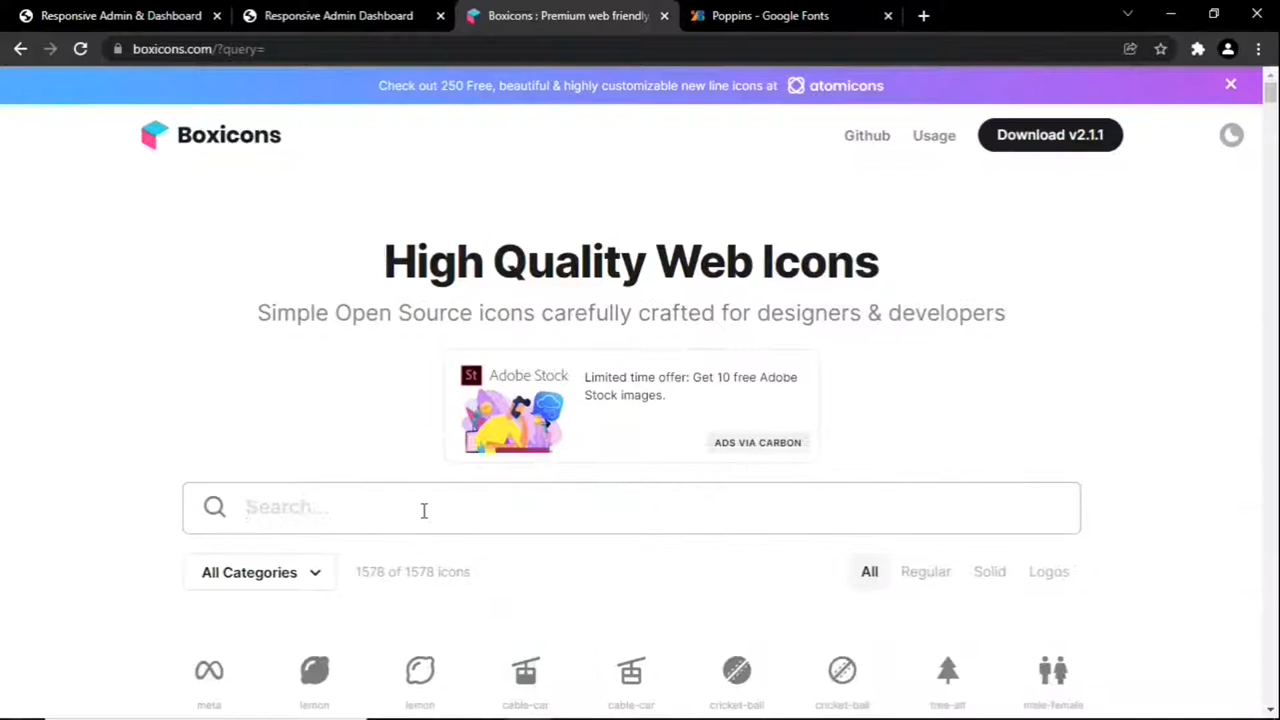 Responsive Admin & Dashboard
Responsive Admin Dashboard
Boxicons : Premium web friendly
Poppins - Google Fonts
boxicons.com/?query=
Check out 250 Free, beautiful & highly customizable new line icons at atomicons
Boxicons
Github
Usage
Download v2.1.1
High Quality Web Icons
Simple Open Source icons carefully crafted for designers & developers
St Adobe Stock
Limited time offer: Get 10 free Adobe
Stock images.
ADS VIA CARBON
Search...
All Categories
1578 of 1578 icons
All
Regular
Solid
Logos
meta
lemon
lemon
cable-car
cable-car
cricket-ball
cricket-ball
tree-alt
male-female